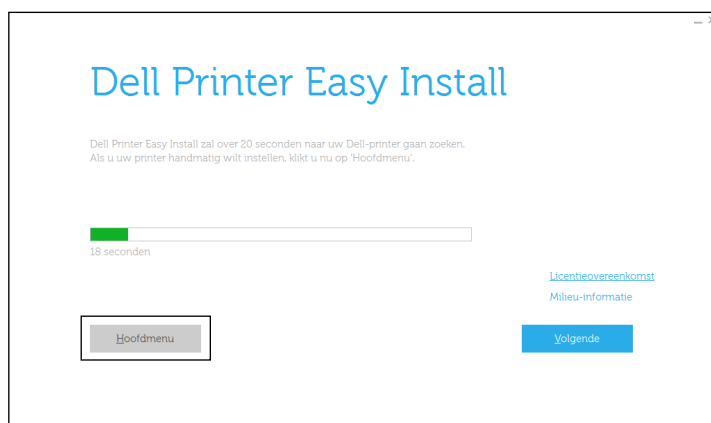 Dell Printer Easy Install
Dell Printer Easy Install zal over 20 seconden naar uw Dell-printer gaan zoeken.
Als u uw printer handmatig wilt instellen, klikt u nu op 'Hoofdmenu'.
18 seconden
Licentieovereenkomst
Milieu-informatie
Hoofdmenu
Volgende